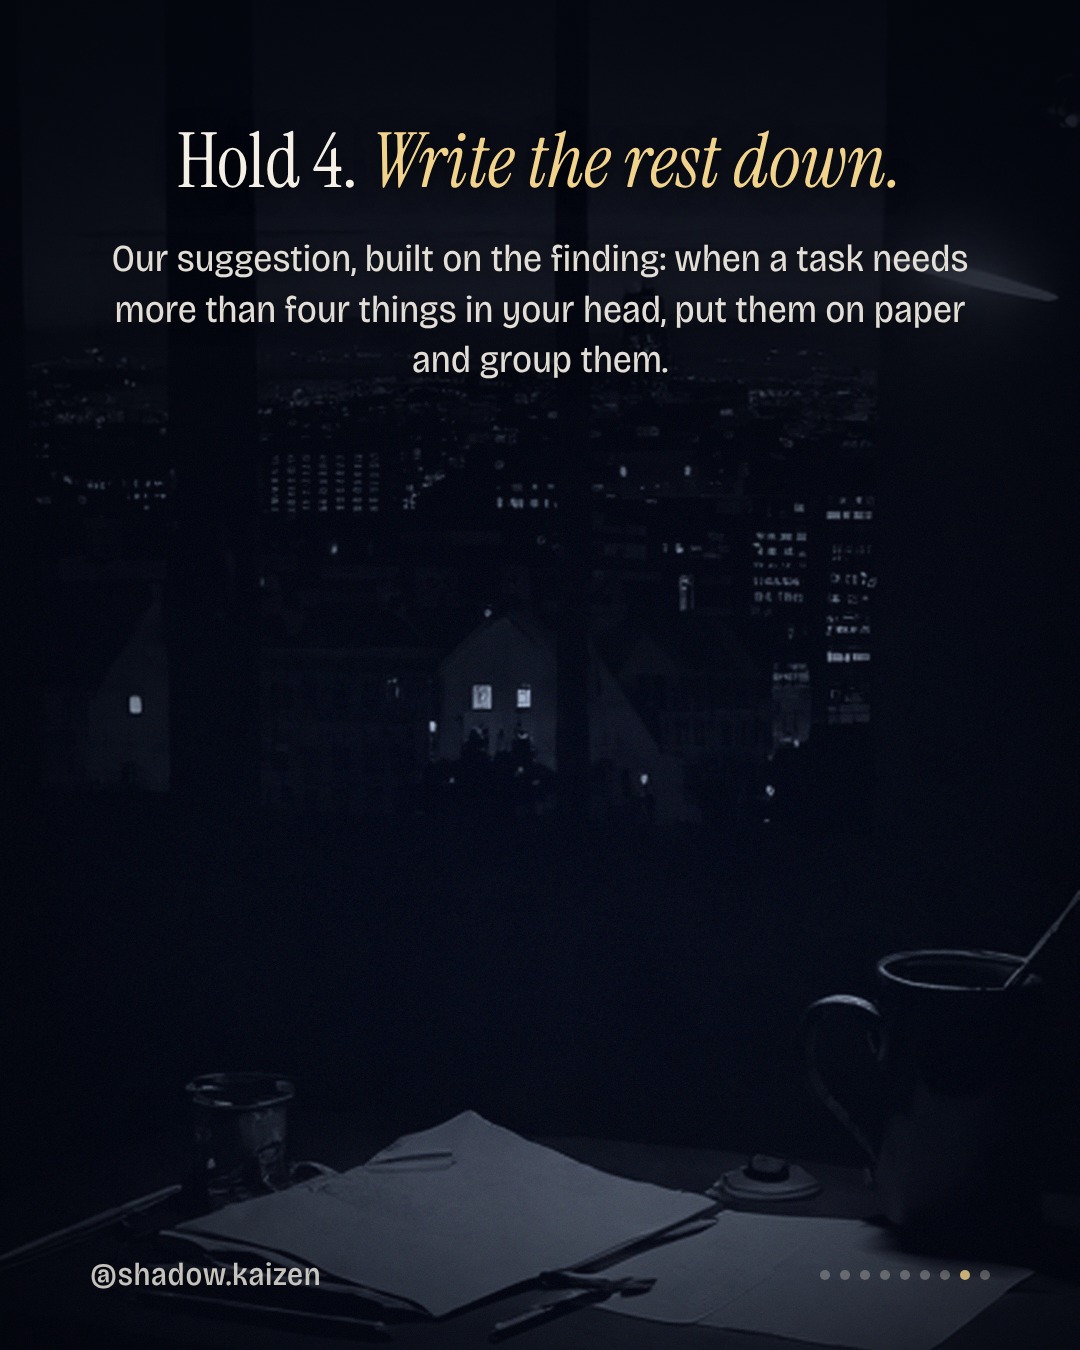 Hold 4. Write the rest down.
Our suggestion, built on the finding: when a task needs
more than four things in your head, put them on paper
and group them.
@shadow.kaizen